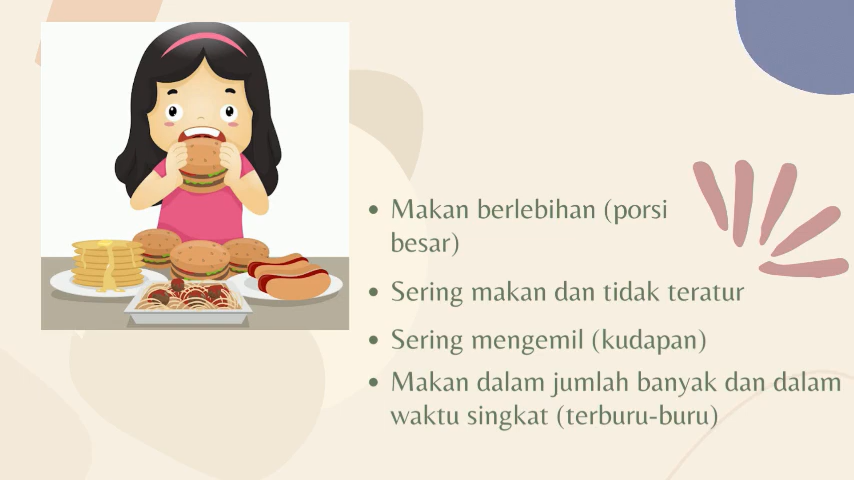 • Makan berlebihan (porsi
besar)
• Sering makan dan tidak teratur
• Sering mengemil (kudapan)
• Makan dalam jumlah banyak dan dalam
waktu singkat (terburu-buru)